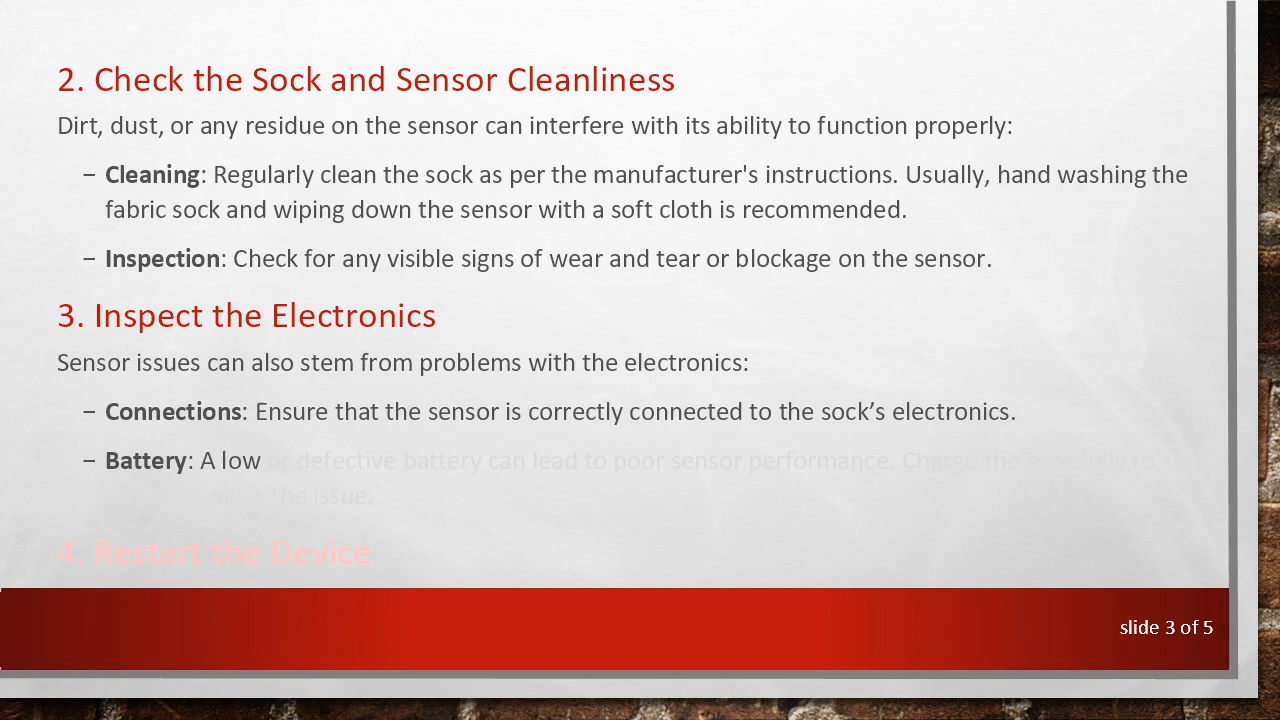 2. Check the Sock and Sensor Cleanliness
Dirt, dust, or any residue on the sensor can interfere with its ability to function properly:
− Cleaning: Regularly clean the sock as per the manufacturer's instructions. Usually, hand washing the
fabric sock and wiping down the sensor with a soft cloth is recommended.
− Inspection: Check for any visible signs of wear and tear or blockage on the sensor.
3. Inspect the Electronics
Sensor issues can also stem from problems with the electronics:
− Connections: Ensure that the sensor is correctly connected to the sock’s electronics.
− Battery: A low or defective battery can lead to poor sensor performance. Charge the sock fully to
the issue.
4. Restart the Device
slide 3 of 5